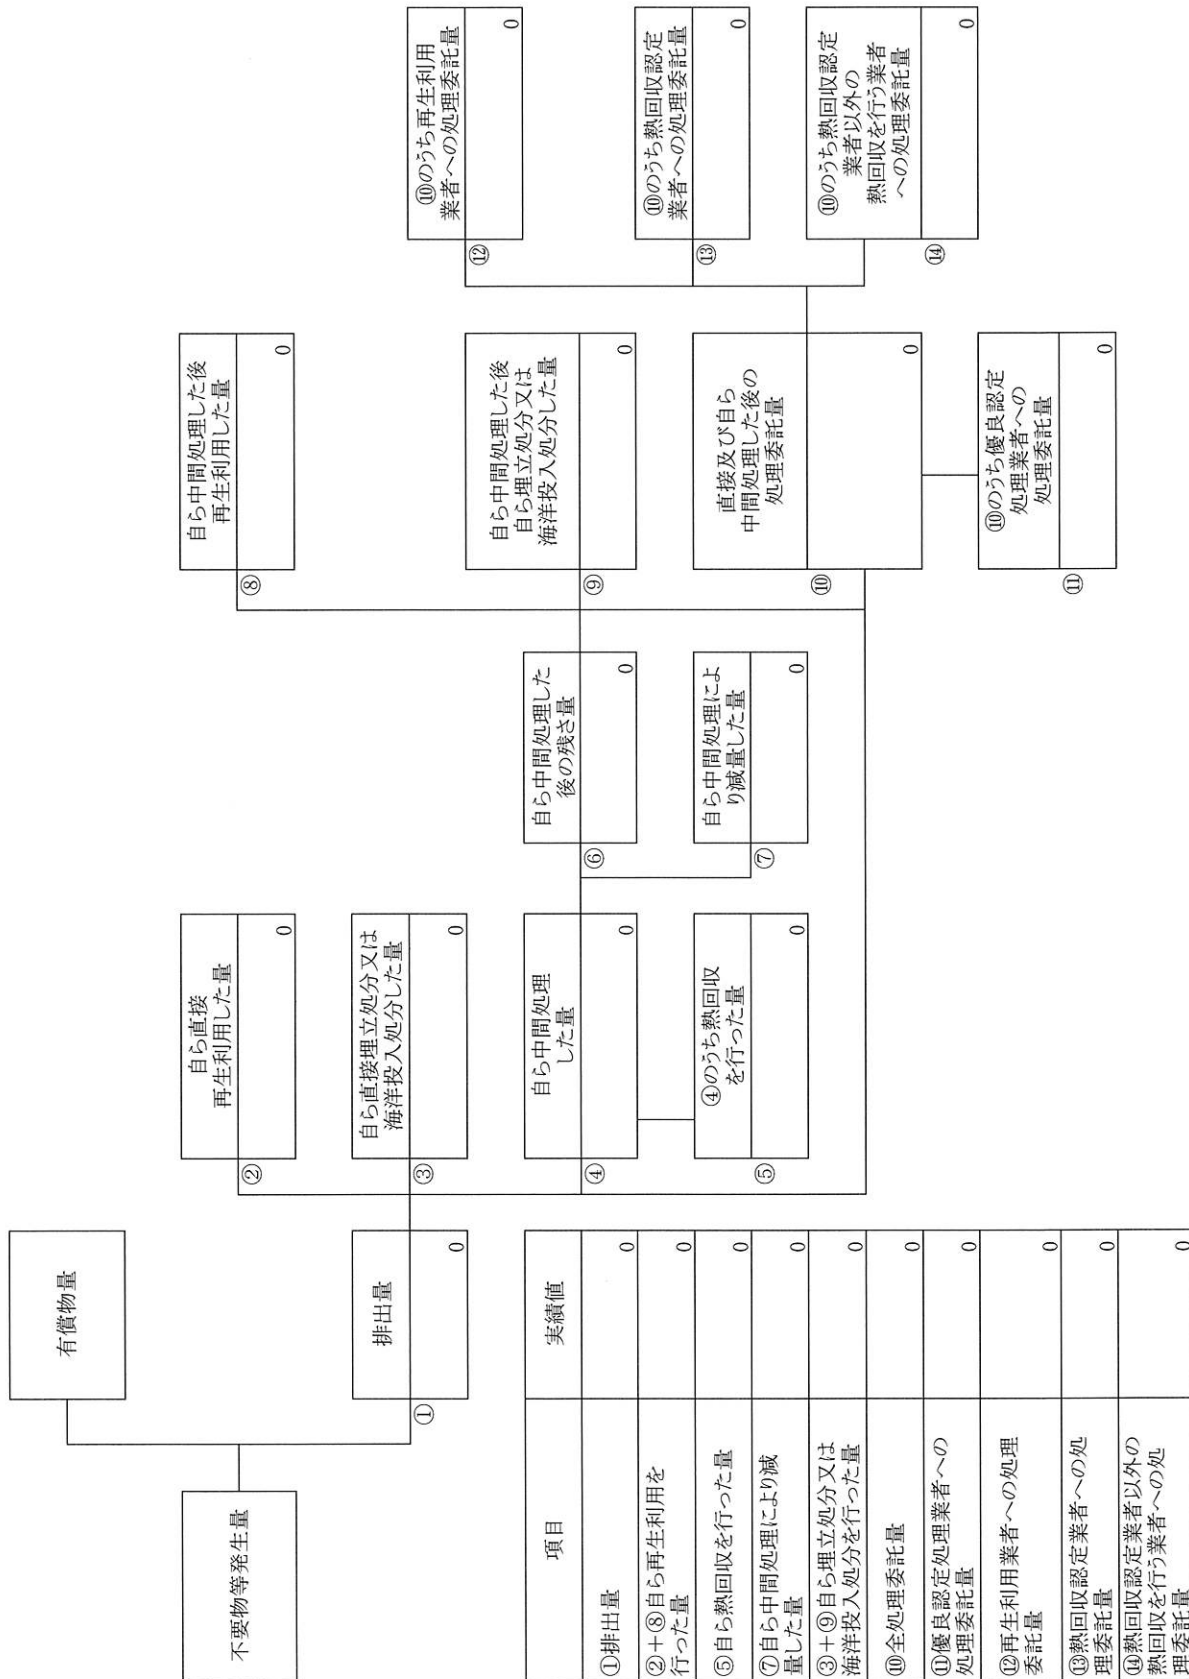 不要物等発生量
有償物量
①
排出量
0
②
自ら直接
再生利用した量
0
③
自ら直接埋立処分又は
海洋投入処分した量
0
④
自ら中間処理
した量
0
⑤
④のうち熱回収
を行った量
0
⑥
自ら中間処理した
後の残さ量
0
⑦
自ら中間処理によ
り減量した量
0
⑧
自ら中間処理した後
再生利用した量
0
⑨
自ら中間処理した後
自ら埋立処分又は
海洋投入処分した量
0
⑩
直接及び自ら
中間処理した後の
処理委託量
0
⑪
⑩のうち優良認定
処理業者への
処理委託量
0
⑫
⑩のうち再生利用
業者への処理委託量
0
⑬
⑩のうち熱回収認定
業者への処理委託量
0
⑭
⑩のうち熱回収認定
業者以外の
熱回収を行う業者
への処理委託量
0
項目 実績値
①排出量 0
②+⑧自ら再生利用を
行った量 0
⑤自ら熱回収を行った量 0
⑦自ら中間処理により減
量した量 0
③+⑨自ら埋立処分又は
海洋投入処分を行った量 0
⑩全処理委託量 0
⑪優良認定処理業者への
処理委託量 0
⑫再生利用業者への処理
委託量 0
⑬熱回収認定業者への処
理委託量 0
⑭熱回収認定業者以外の
熱回収を行う業者への処
理委託量 0